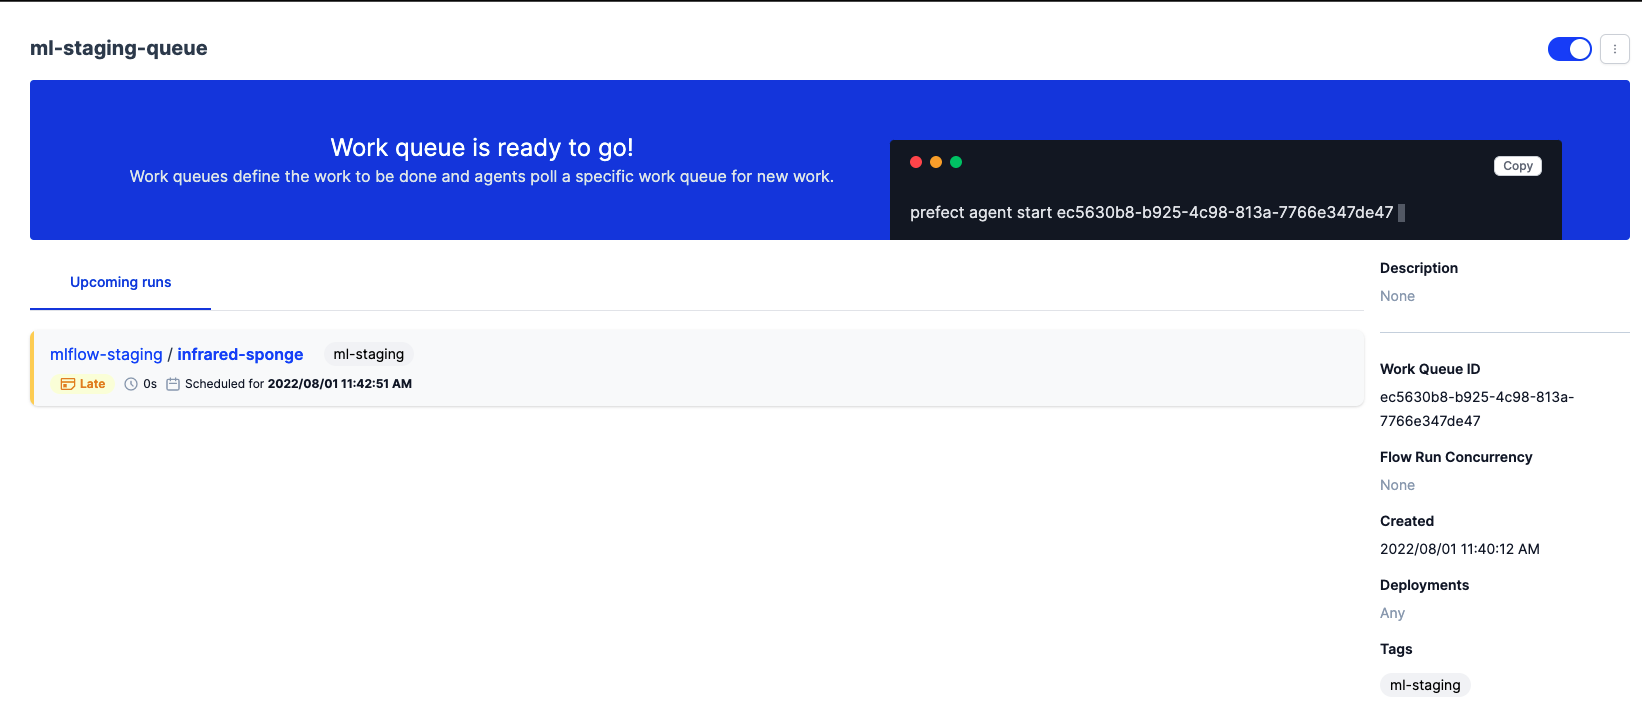 ml-staging-queue
Work queue is ready to go!
Work queues define the work to be done and agents poll a specific work queue for new work.
Copy
prefect agent start ec5630b8-b925-4c98-813a-7766e347de47
Upcoming runs
mlflow-staging / infrared-sponge ml-staging
Late 0s Scheduled for 2022/08/01 11:42:51 AM
Description
None
Work Queue ID
ec5630b8-b925-4c98-813a-
7766e347de47
Flow Run Concurrency
None
Created
2022/08/01 11:40:12 AM
Deployments
Any
Tags
ml-staging